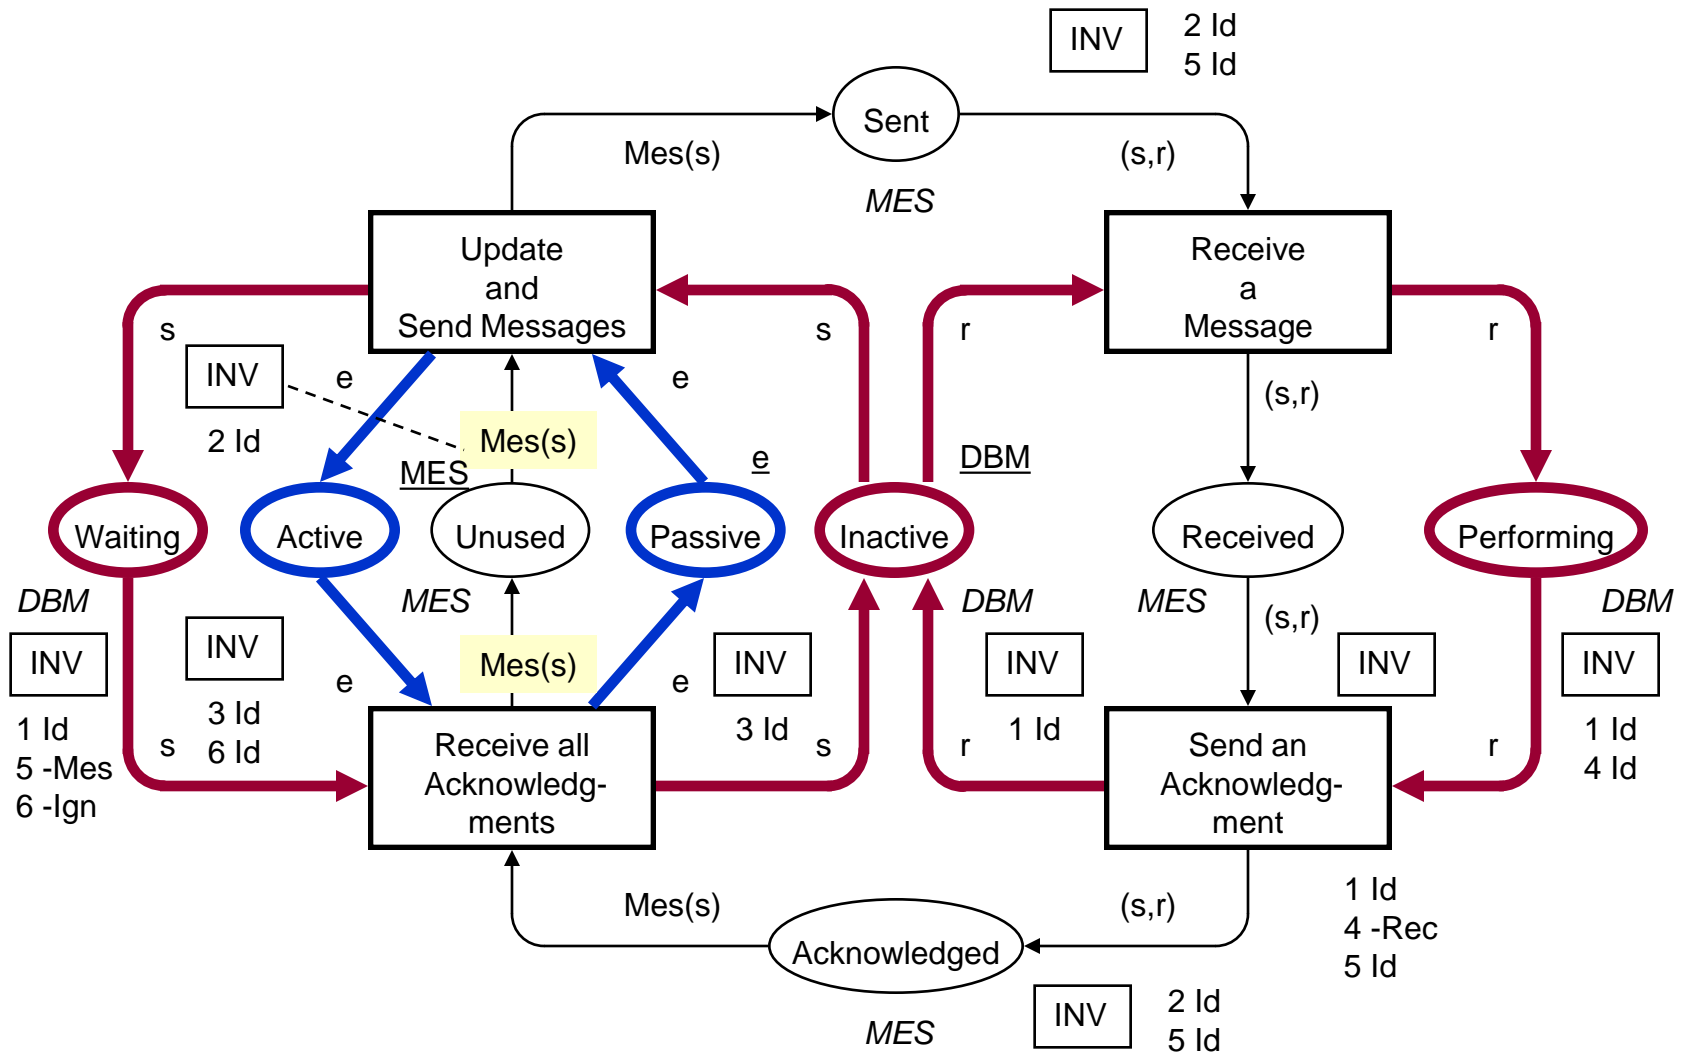 INV
2 Id
5 Id
Sent
Mes(s)
(s,r)
MES
Update
and
Send Messages
Receive
a
Message
s
s
r
r
INV
2 Id
e
e
Mes(s)
(s,r)
MES
e
DBM
Waiting
Active
Unused
Passive
Inactive
Received
Performing
DBM
MES
DBM
MES
DBM
(s,r)
INV
INV
Mes(s)
INV
INV
INV
INV
e
e
1 Id
5 -Mes
6 -Ign
s
3 Id
6 Id
3 Id
s
r
1 Id
r
1 Id
4 Id
Receive all
Acknowledg-
ments
Send an
Acknowledg-
ment
Mes(s)
(s,r)
Acknowledged
1 Id
4 -Rec
5 Id
MES
INV
2 Id
5 Id